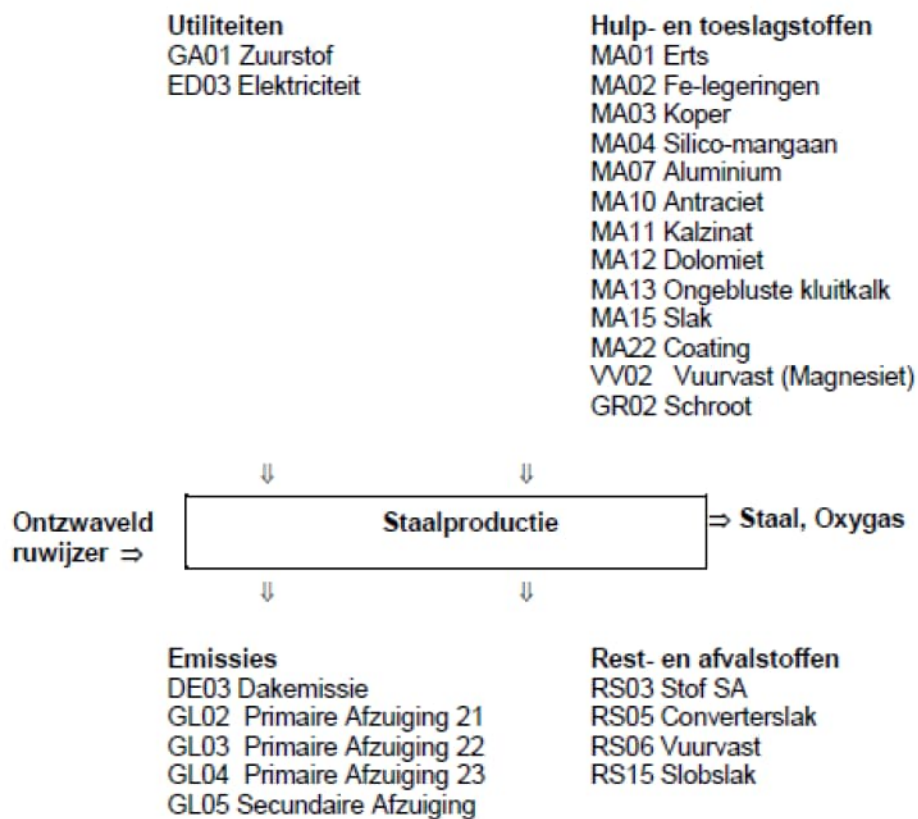 Utiliteiten
GA01 Zuurstof
ED03 Elektriciteit
Hulp- en toeslagstoffen
MA01 Erts
MA02 Fe-legeringen
MA03 Koper
MA04 Silico-mangaan
MA07 Aluminium
MA10 Antraciet
MA11 Kalzinat
MA12 Dolomiet
MA13 Ongebluste kluitkalk
MA15 Slak
MA22 Coating
VV02 Vuurvast (Magnesiet)
GR02 Schroot
⇓ ⇓
Ontzwaveld
ruwijzer ⇒
Staalproductie
⇒ Staal, Oxygas
⇓ ⇓
Emissies
DE03 Dakemissie
GL02 Primaire Afzuiging 21
GL03 Primaire Afzuiging 22
GL04 Primaire Afzuiging 23
GL05 Secundaire Afzuiging
Rest- en afvalstoffen
RS03 Stof SA
RS05 Converterslak
RS06 Vuurvast
RS15 Slobslak